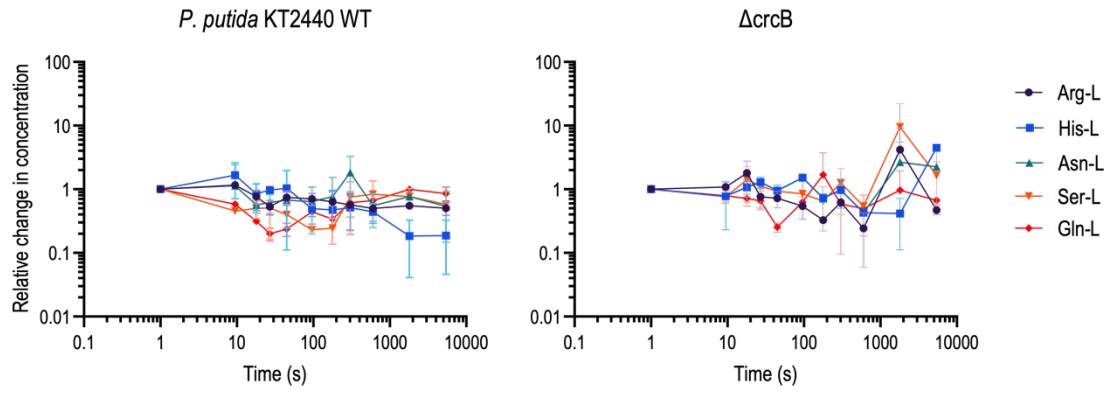 P. putida KT2440 WT
ΔcrcB
Relative change in concentration
100
10
1
0.1
0.01
0.1
1
10
100
1000
10000
Time (s)
100
10
1
0.1
0.01
0.1
1
10
100
1000
10000
Time (s)
Arg-L
His-L
Asn-L
Ser-L
Gln-L